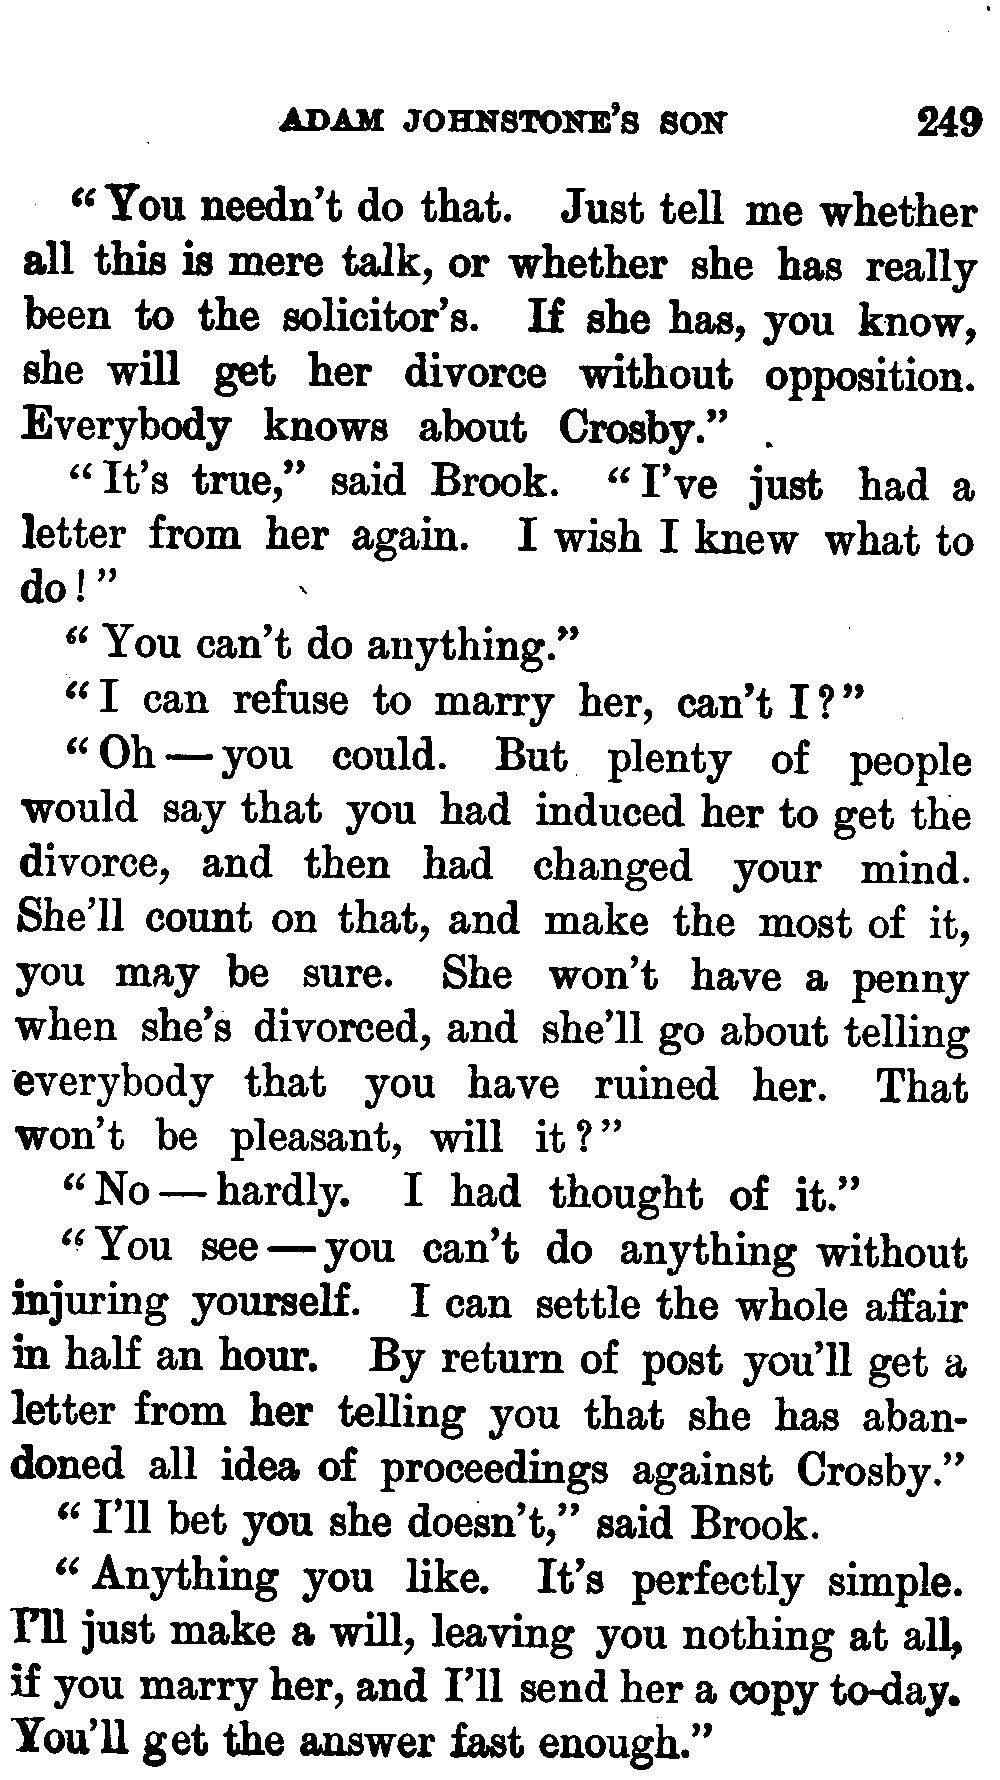 ADAM JOHNSTONE'S SON 249
"You needn't do that. Just tell me whether
all this is mere talk, or whether she has really
been to the solicitor's. If she has, you know,
she will get her divorce without opposition.
Everybody knows about Crosby."
"It's true," said Brook. "I've just had a
letter from her again. I wish I knew what to
do!"
"You can't do anything."
"I can refuse to marry her, can't I?"
"Oh — you could. But plenty of people
would say that you had induced her to get the
divorce, and then had changed your mind.
She'll count on that, and make the most of it,
you may be sure. She won't have a penny
when she's divorced, and she'll go about telling
everybody that you have ruined her. That
won't be pleasant, will it?"
"No — hardly. I had thought of it."
"You see — you can't do anything without
injuring yourself. I can settle the whole affair
in half an hour. By return of post you'll get a
letter from her telling you that she has aban-
doned all idea of proceedings against Crosby."
"I'll bet you she doesn't," said Brook.
"Anything you like. It's perfectly simple.
I'll just make a will, leaving you nothing at all,
if you marry her, and I'll send her a copy to-day.
You'll get the answer fast enough."